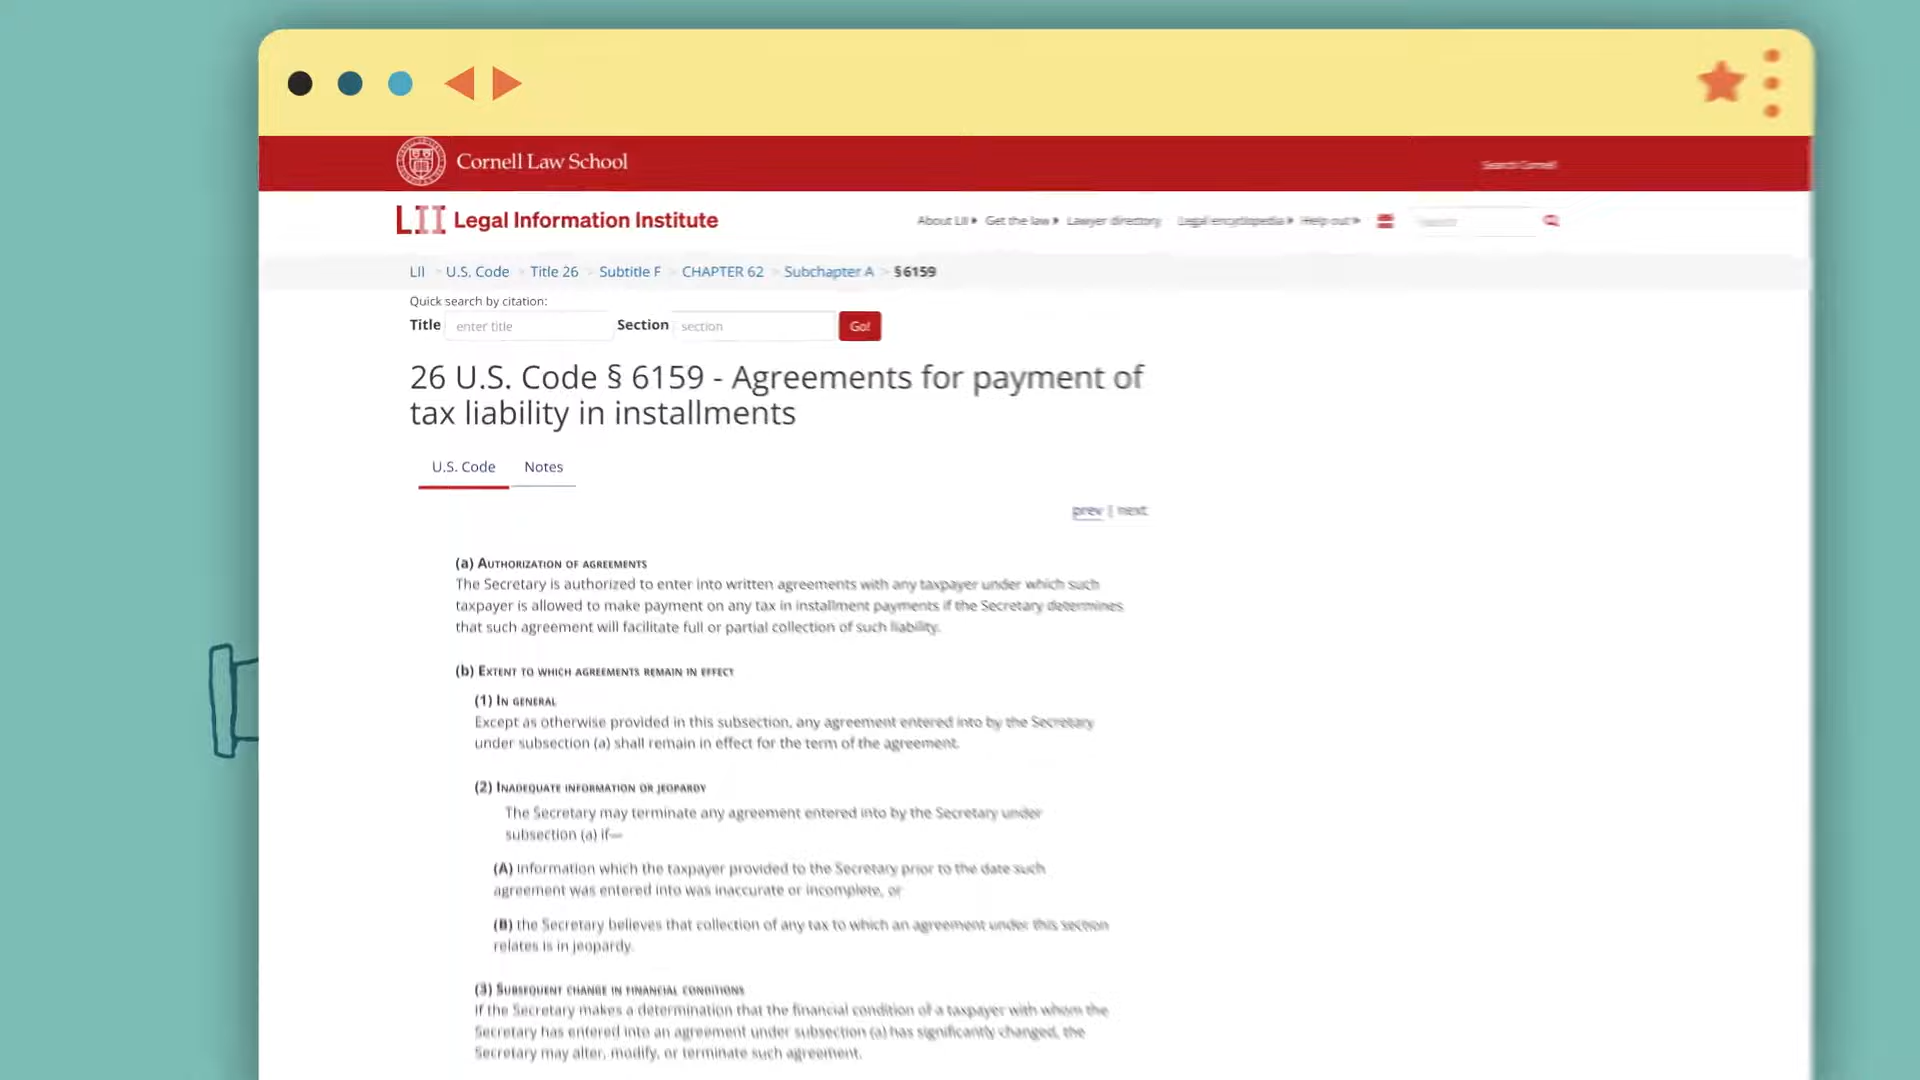 Cornell Law School
Search Cornell
LII Legal Information Institute
About LII Get the law Lawyer directory Legal encyclopedia Help out
Search
LII U.S. Code Title 26 Subtitle F CHAPTER 62 Subchapter A §6159
Quick search by citation:
Title enter title Section section Go!
26 U.S. Code § 6159 - Agreements for payment of
tax liability in installments
U.S. Code Notes
prev | next
(a) AUTHORIZATION OF AGREEMENTS
The Secretary is authorized to enter into written agreements with any taxpayer under which such
taxpayer is allowed to make payment on any tax in installment payments if the Secretary determines
that such agreement will facilitate full or partial collection of such liability.
(b) EXTENT TO WHICH AGREEMENTS REMAIN IN EFFECT
(1) IN GENERAL
Except as otherwise provided in this subsection, any agreement entered into by the Secretary
under subsection (a) shall remain in effect for the term of the agreement.
(2) INADEQUATE INFORMATION OR JEOPARDY
The Secretary may terminate any agreement entered into by the Secretary under
subsection (a) if—
(A) information which the taxpayer provided to the Secretary prior to the date such
agreement was entered into was inaccurate or incomplete, or
(B) the Secretary believes that collection of any tax to which an agreement under this section
relates is in jeopardy.
(3) SUBSEQUENT CHANGE IN FINANCIAL CONDITIONS
If the Secretary makes a determination that the financial condition of a taxpayer with whom the
Secretary has entered into an agreement under subsection (a) has significantly changed, the
Secretary may alter, modify, or terminate such agreement.